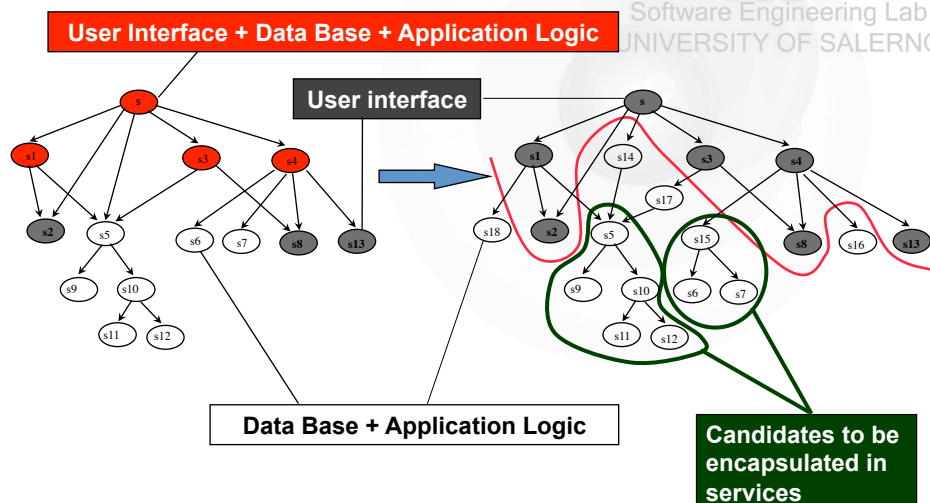 Software Engineering Lab
UNIVERSITY OF SALERNO
User Interface + Data Base + Application Logic
User interface
s
s1
s3
s4
s2
s5
s6
s7
s8
s13
s9
s10
s11
s12
s
s1
s14
s3
s4
s17
s18
s2
s5
s15
s8
s16
s13
s9
s10
s6
s7
s11
s12
Data Base + Application Logic
Candidates to be
encapsulated in
services